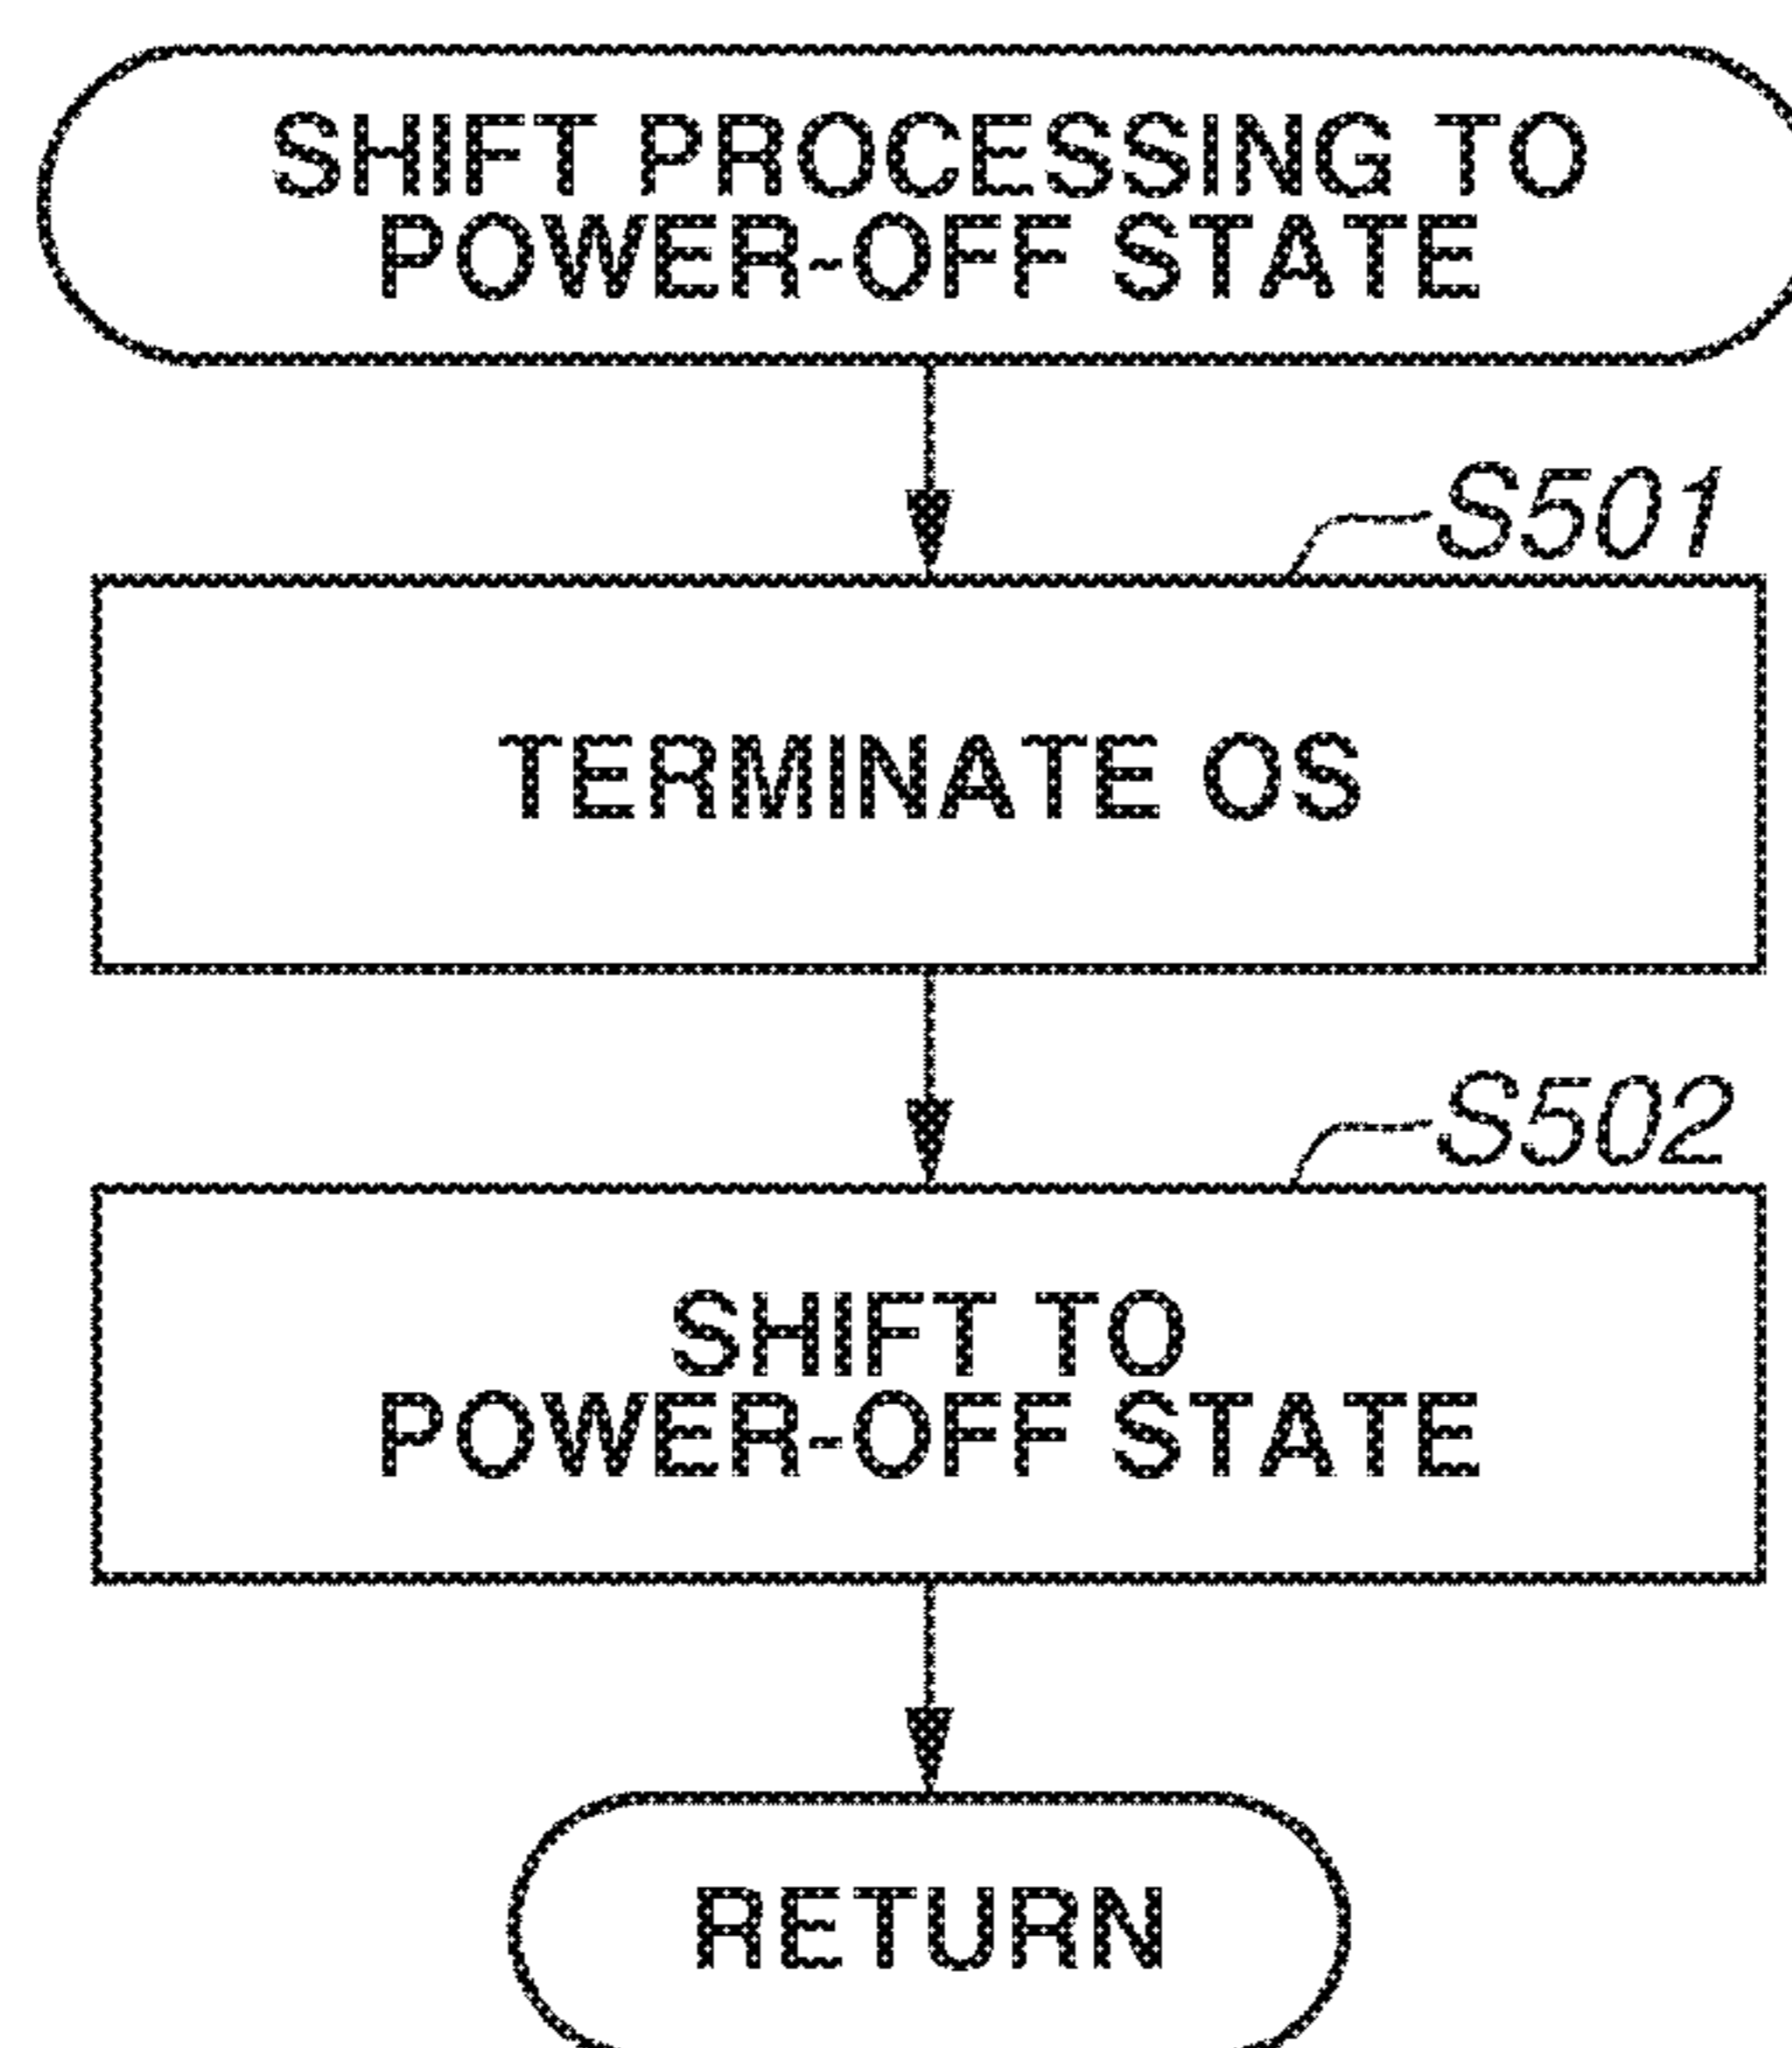 SHIFT PROCESSING TO
POWER-OFF STATE
S501
TERMINATE OS
S502
SHIFT TO
POWER-OFF STATE
RETURN